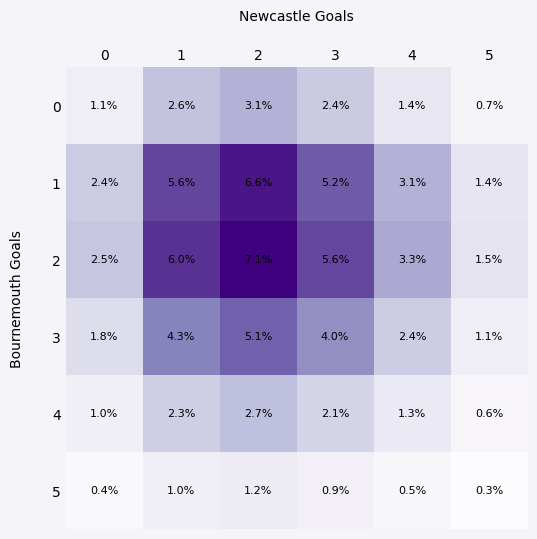 Newcastle Goals
0 1 2 3 4 5
0 1.1% 2.6% 3.1% 2.4% 1.4% 0.7%
1 2.4% 5.6% 6.6% 5.2% 3.1% 1.4%
2 2.5% 6.0% 7.1% 5.6% 3.3% 1.5%
3 1.8% 4.3% 5.1% 4.0% 2.4% 1.1%
4 1.0% 2.3% 2.7% 2.1% 1.3% 0.6%
5 0.4% 1.0% 1.2% 0.9% 0.5% 0.3%
Bournemouth Goals